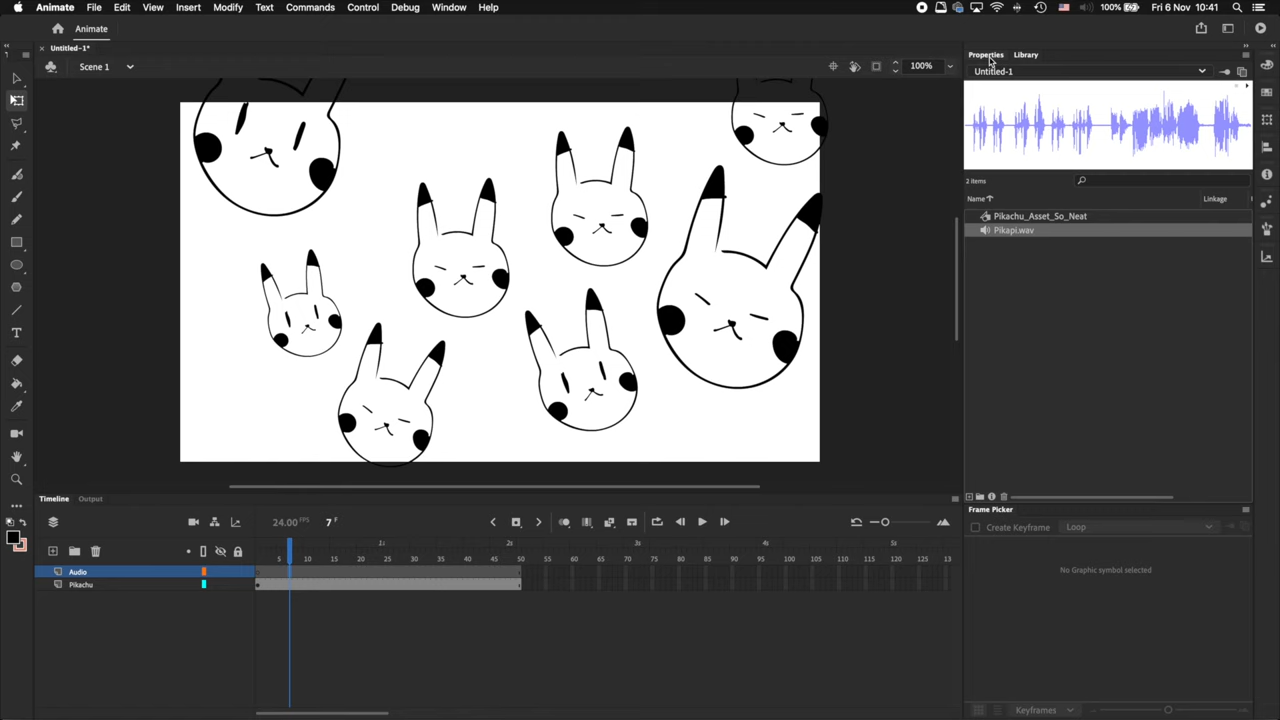 Animate File Edit View Insert Modify Text Commands Control Debug Window Help 100% Fri 6 Nov 10:41
Animate
Untitled-1*
Scene 1 100%
Properties Library
Untitled-1
2 Items
Name Linkage
Pikachu_Asset_So_Neat
Pikapi.wav
Timeline Output
24.00 FPS 7 F
1s 2s 3s 4s 5s
5 10 15 20 25 30 35 40 45 50 55 60 65 70 75 80 85 90 95 100 105 110 115 120 125 13
Audio
Pikachu
Frame Picker
Create Keyframe Loop
No Graphic symbol selected
Keyframes